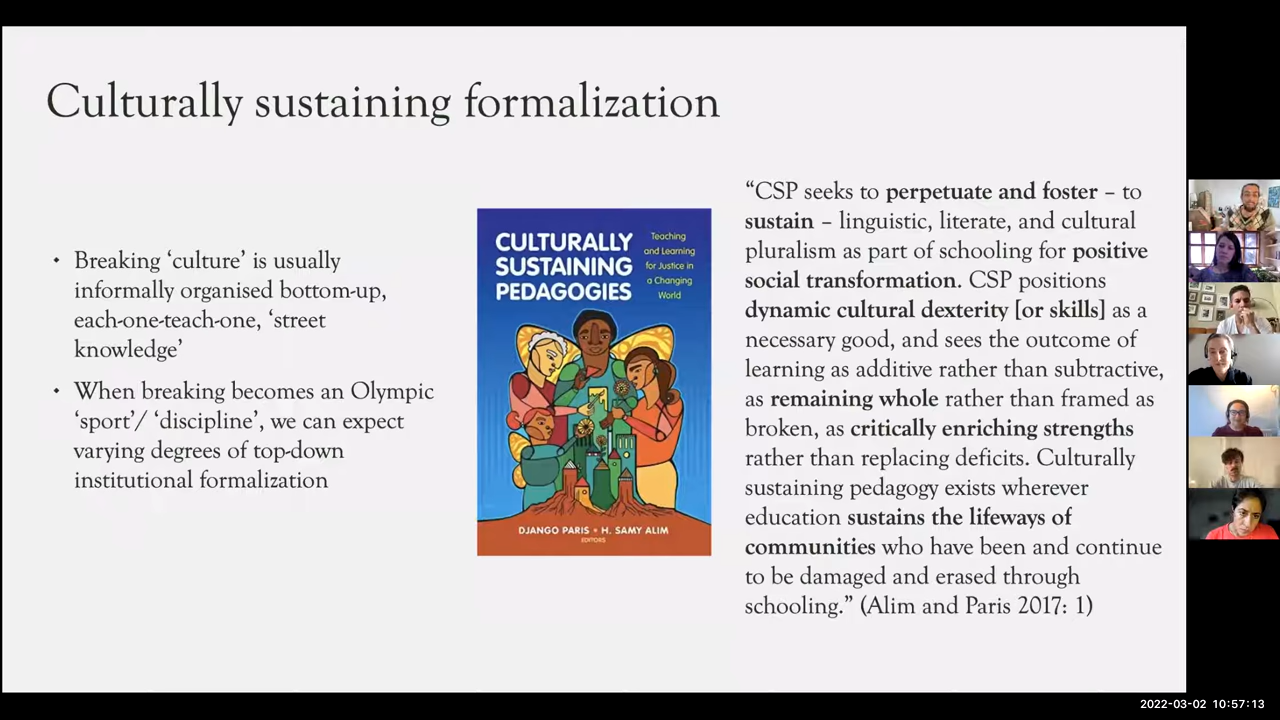 Culturally sustaining formalization
• Breaking ‘culture’ is usually
informally organised bottom-up,
each-one-teach-one, ‘street
knowledge’
• When breaking becomes an Olympic
‘sport’/ ‘discipline’, we can expect
varying degrees of top-down
institutional formalization
CULTURALLY
SUSTAINING
PEDAGOGIES
Teaching
and Learning
for Justice in
a Changing
World
DJANGO PARIS • H. SAMY ALIM
EDITORS
“CSP seeks to perpetuate and foster – to
sustain – linguistic, literate, and cultural
pluralism as part of schooling for positive
social transformation. CSP positions
dynamic cultural dexterity [or skills] as a
necessary good, and sees the outcome of
learning as additive rather than subtractive,
as remaining whole rather than framed as
broken, as critically enriching strengths
rather than replacing deficits. Culturally
sustaining pedagogy exists wherever
education sustains the lifeways of
communities who have been and continue
to be damaged and erased through
schooling.” (Alim and Paris 2017: 1)
2022-03-02 10:57:13